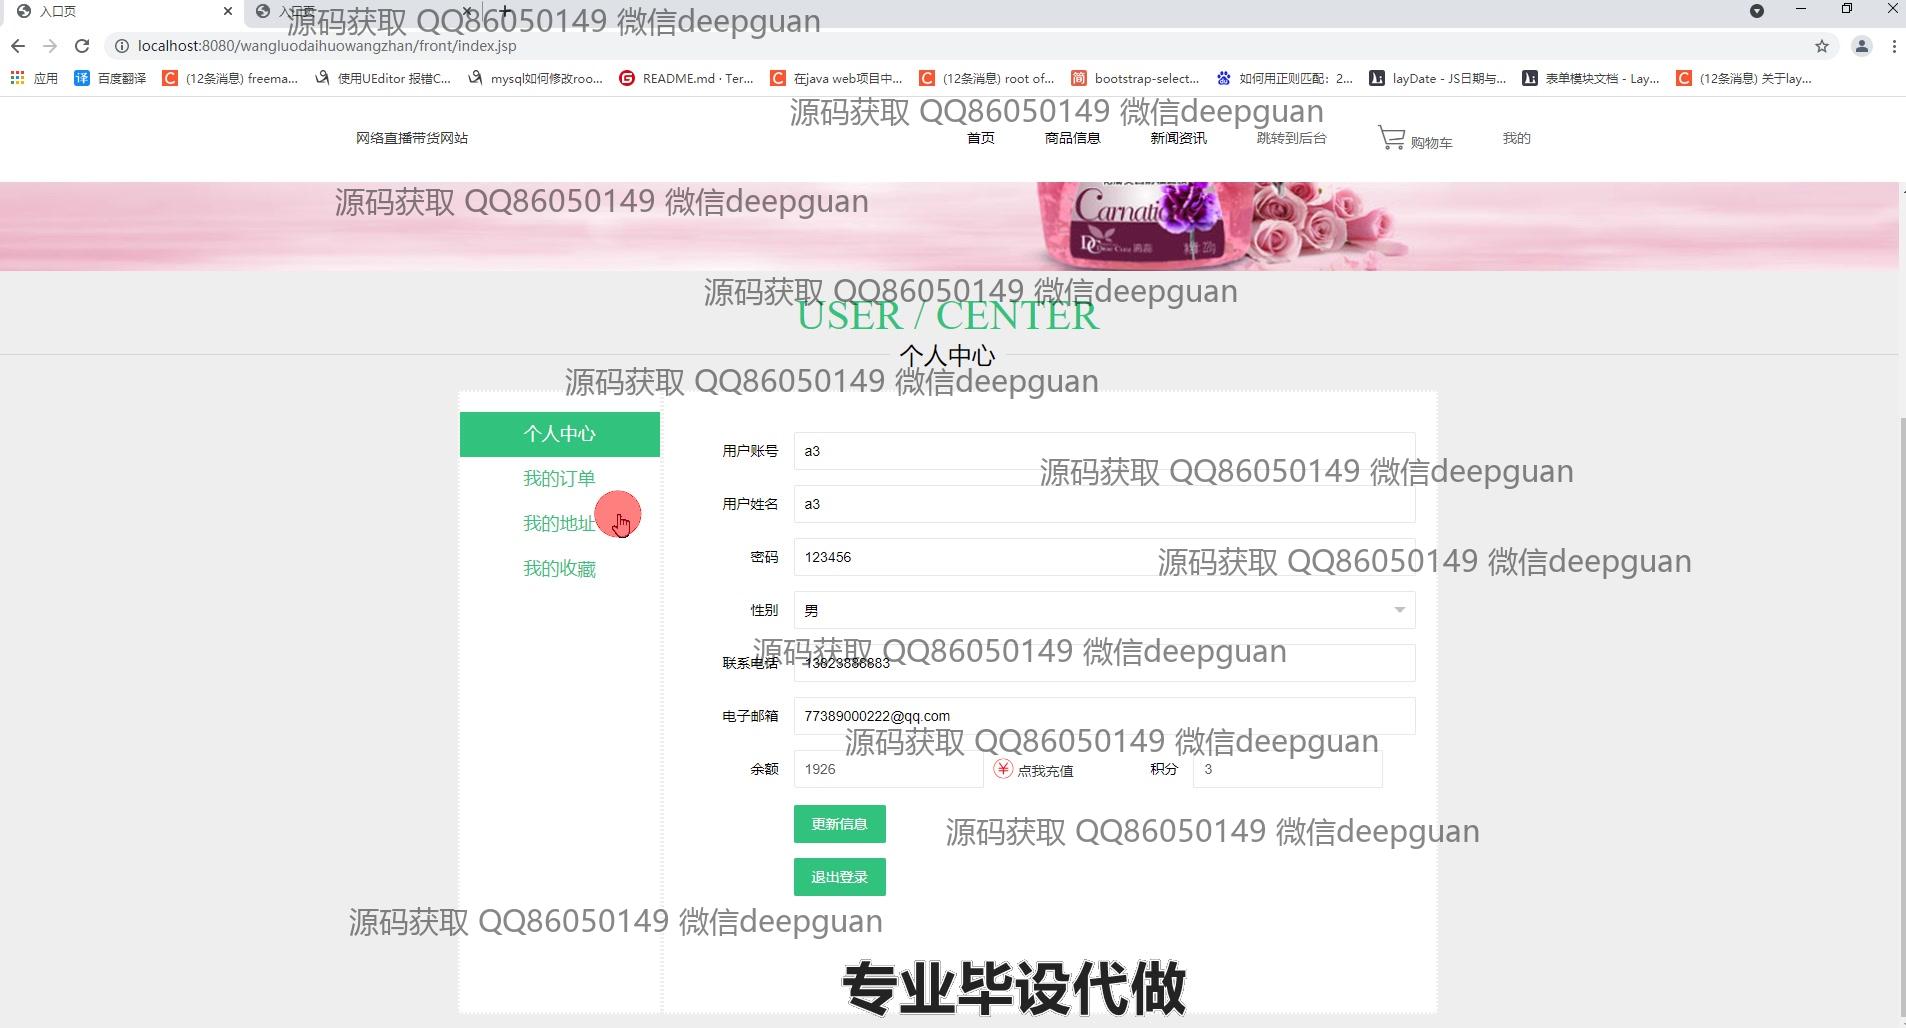 入口页
入口页
源码获取 QQ86050149 微信deepguan
localhost:8080/wangluodaihuowangzhan/front/index.jsp
应用 百度翻译 (12条消息) freema... 使用UEditor 报错C... mysql如何修改roo... README.md · Ter... 在java web项目中... (12条消息) root of... bootstrap-select... 如何用正则匹配：2... layDate - JS日期与... 表单模块文档 - Lay... (12条消息) 关于lay...
源码获取 QQ86050149 微信deepguan
网络直播带货网站 首页 商品信息 新闻资讯 跳转到后台 购物车 我的
源码获取 QQ86050149 微信deepguan
源码获取 QQ86050149 微信deepguan
USER / CENTER
个人中心
源码获取 QQ86050149 微信deepguan
个人中心
我的订单
我的地址
我的收藏
用户账号 a3
源码获取 QQ86050149 微信deepguan
用户姓名 a3
密码 123456
源码获取 QQ86050149 微信deepguan
性别 男
源码获取 QQ86050149 微信deepguan
联系电话
电子邮箱 77389000222@qq.com
源码获取 QQ86050149 微信deepguan
余额 1926 点我充值 积分 3
更新信息
源码获取 QQ86050149 微信deepguan
退出登录
源码获取 QQ86050149 微信deepguan
专业毕设代做